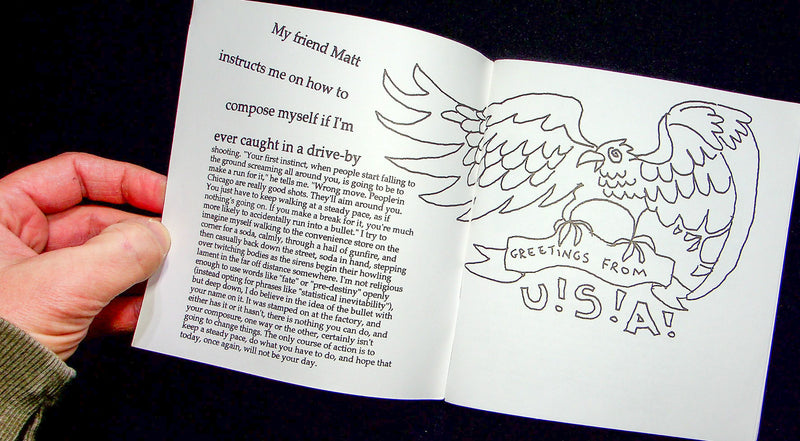 My friend Matt
instructs me on how to
compose myself if I'm
ever caught in a drive-by
shooting. "Your first instinct, when people start falling to
the ground screaming all around you, is going to be to
make a run for it," he tells me. "Wrong move. People in
Chicago are really good shots. They'll aim around you.
You just have to keep walking at a steady pace, as if
nothing's going on. If you make a break for it, you're much
more likely to accidentally run into a bullet." I try to
imagine myself walking to the convenience store on the
corner for a soda, calmly, through a hail of gunfire, and
then casually back down the street, soda in hand, stepping
over twitching bodies as the sirens begin their howling
lament in the far off distance somewhere. I'm not religious
enough to use words like "fate" or "pre-destiny" openly
(instead opting for phrases like "statistical inevitability"),
but deep down, I do believe in the idea of the bullet with
your name on it. It was stamped on at the factory, and
either has it or hasn't, there is nothing you can do, and
your composure, one way or the other, certainly isn't
going to change things. The only course of action is to
keep a steady pace, do what you have to do, and hope that
today, once again, will not be your day.
GREETINGS FROM
U!S!A!